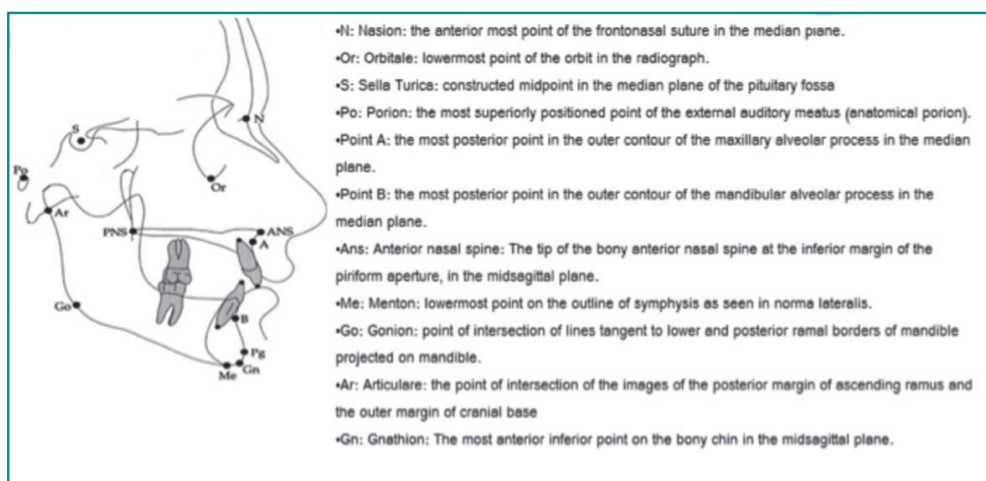 N
S
Po
Or
Ar
PNS
ANS
A
Go
B
Pg
Gn
Me
•N: Nasion: the anterior most point of the frontonasal suture in the median plane.
•Or: Orbitale: lowermost point of the orbit in the radiograph.
•S: Sella Turica: constructed midpoint in the median plane of the pituitary fossa
•Po: Porion: the most superiorly positioned point of the external auditory meatus (anatomical porion).
•Point A: the most posterior point in the outer contour of the maxillary alveolar process in the median
plane.
•Point B: the most posterior point in the outer contour of the mandibular alveolar process in the
median plane.
•Ans: Anterior nasal spine: The tip of the bony anterior nasal spine at the inferior margin of the
piriform aperture, in the midsagittal plane.
•Me: Menton: lowermost point on the outline of symphysis as seen in norma lateralis.
•Go: Gonion: point of intersection of lines tangent to lower and posterior ramal borders of mandible
projected on mandible.
•Ar: Articulare: the point of intersection of the images of the posterior margin of ascending ramus and
the outer margin of cranial base
•Gn: Gnathion: The most anterior inferior point on the bony chin in the midsagittal plane.